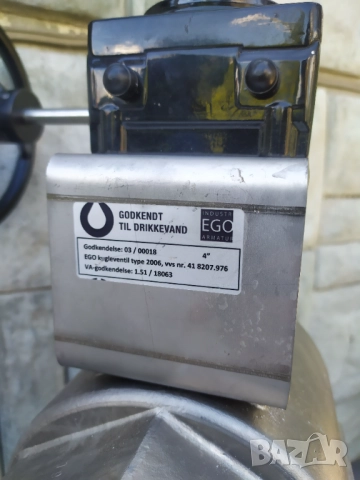 GODKENDT
TIL DRIKKEVAND
INDUSTRI
EGO
ARMATUR
Godkendelse: 03 / 00018 4"
EGO kugleventil type 2006, vvs nr. 41 8207.976
VA-godkendelse: 1.51 / 18063
BAZAR
bg